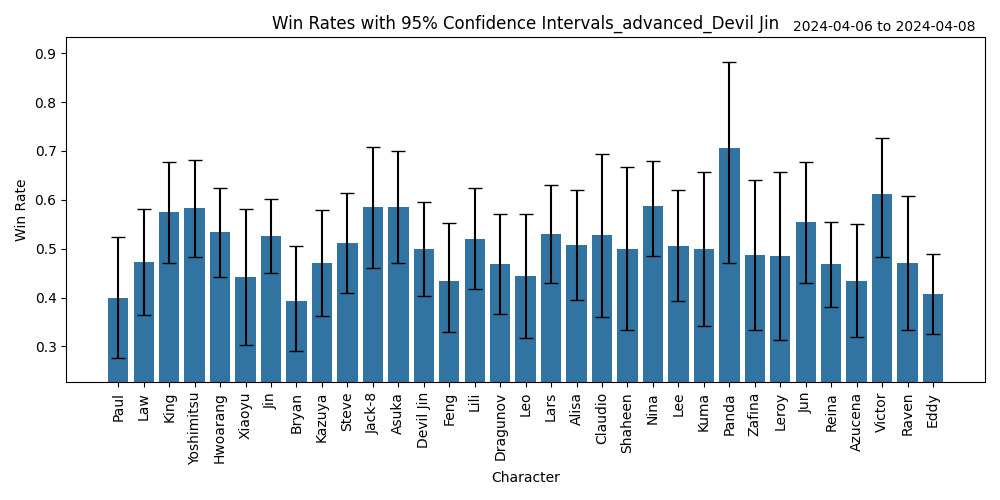 Win Rates with 95% Confidence Intervals_advanced_Devil Jin
2024-04-06 to 2024-04-08
Win Rate
0.9
0.8
0.7
0.6
0.5
0.4
0.3
Paul
Law
King
Yoshimitsu
Hwoarang
Xiaoyu
Jin
Bryan
Kazuya
Steve
Jack-8
Asuka
Devil Jin
Feng
Lili
Dragunov
Leo
Lars
Alisa
Claudio
Shaheen
Nina
Lee
Kuma
Panda
Zafina
Leroy
Jun
Reina
Azucena
Victor
Raven
Eddy
Character